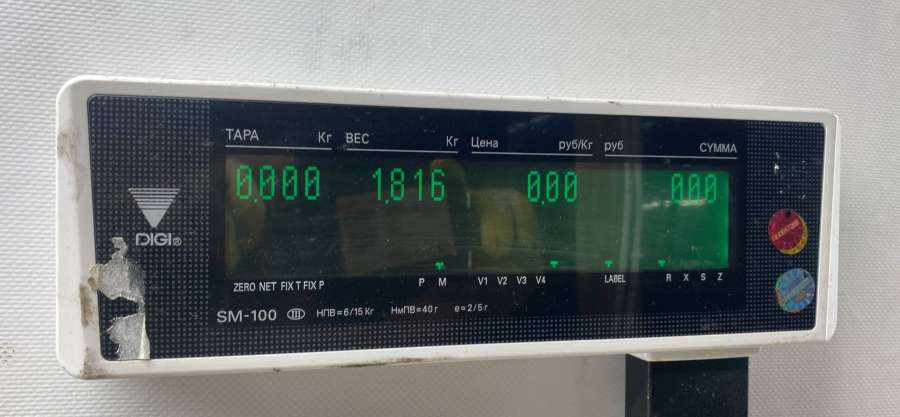 ТАРА Кг ВЕС Кг Цена руб/Кг руб СУММА
0,000 1,816 0,00 0,00
DIGI®
ZERO NET FIX T FIX P P M V1 V2 V3 V4 LABEL R X S Z
SM-100 III НПВ=6/15 Кг НмПВ=40 г e=2/5 г